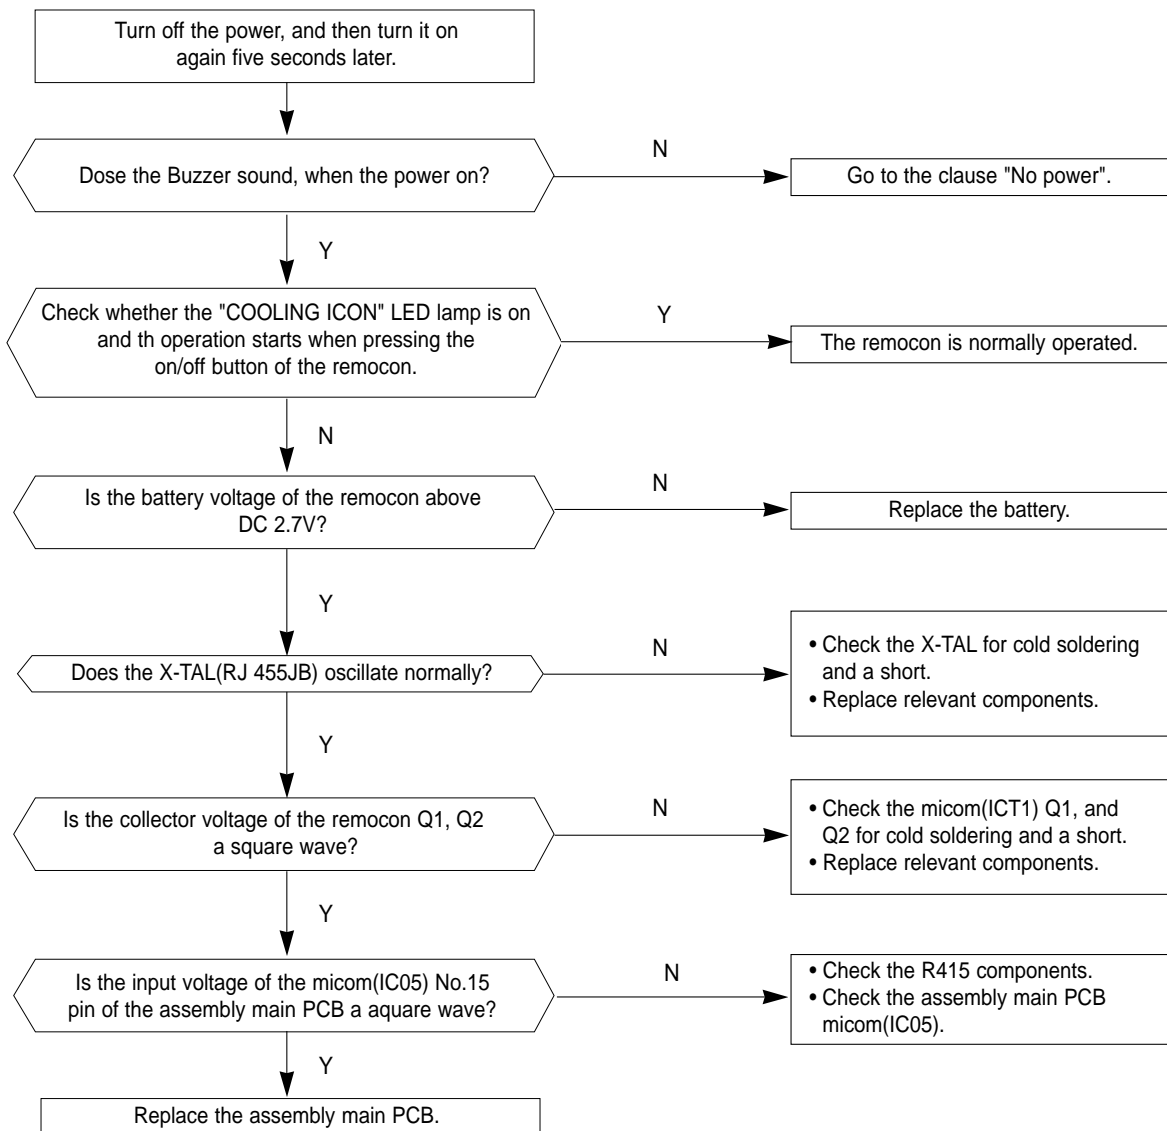 Turn off the power, and then turn it on
again five seconds later.
Dose the Buzzer sound, when the power on?
N
Go to the clause "No power".
Y
Check whether the "COOLING ICON" LED lamp is on
and th operation starts when pressing the
on/off button of the remocon.
Y
The remocon is normally operated.
N
Is the battery voltage of the remocon above
DC 2.7V?
N
Replace the battery.
Y
Does the X-TAL(RJ 455JB) oscillate normally?
N
• Check the X-TAL for cold soldering
and a short.
• Replace relevant components.
Y
Is the collector voltage of the remocon Q1, Q2
a square wave?
N
• Check the micom(ICT1) Q1, and
Q2 for cold soldering and a short.
• Replace relevant components.
Y
Is the input voltage of the micom(IC05) No.15
pin of the assembly main PCB a aquare wave?
N
• Check the R415 components.
• Check the assembly main PCB
micom(IC05).
Y
Replace the assembly main PCB.